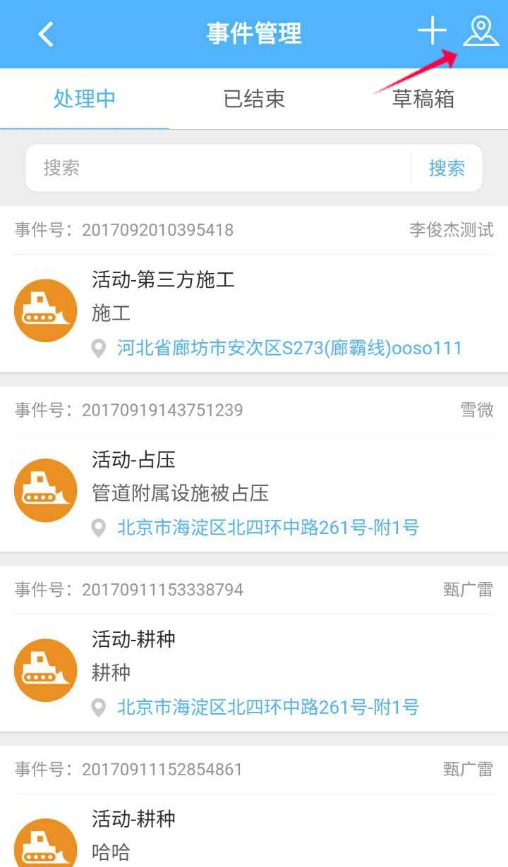 事件管理
处理中 已结束 草稿箱
搜索 搜索
事件号：2017092010395418 李俊杰测试
活动-第三方施工
施工
河北省廊坊市安次区S273(廊霸线)ooso111
事件号：20170919143751239 雪微
活动-占压
管道附属设施被占压
北京市海淀区北四环中路261号-附1号
事件号：20170911153338794 甄广雷
活动-耕种
耕种
北京市海淀区北四环中路261号-附1号
事件号：20170911152854861 甄广雷
活动-耕种
哈哈